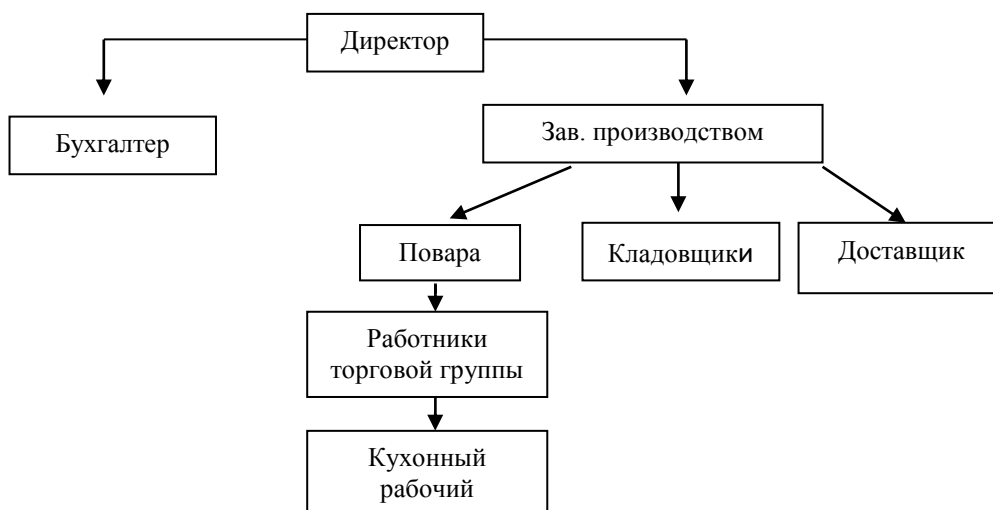 Директор
Бухгалтер
Зав. производством
Повара
Кладовщики
Доставщик
Работники
торговой группы
Кухонный
рабочий